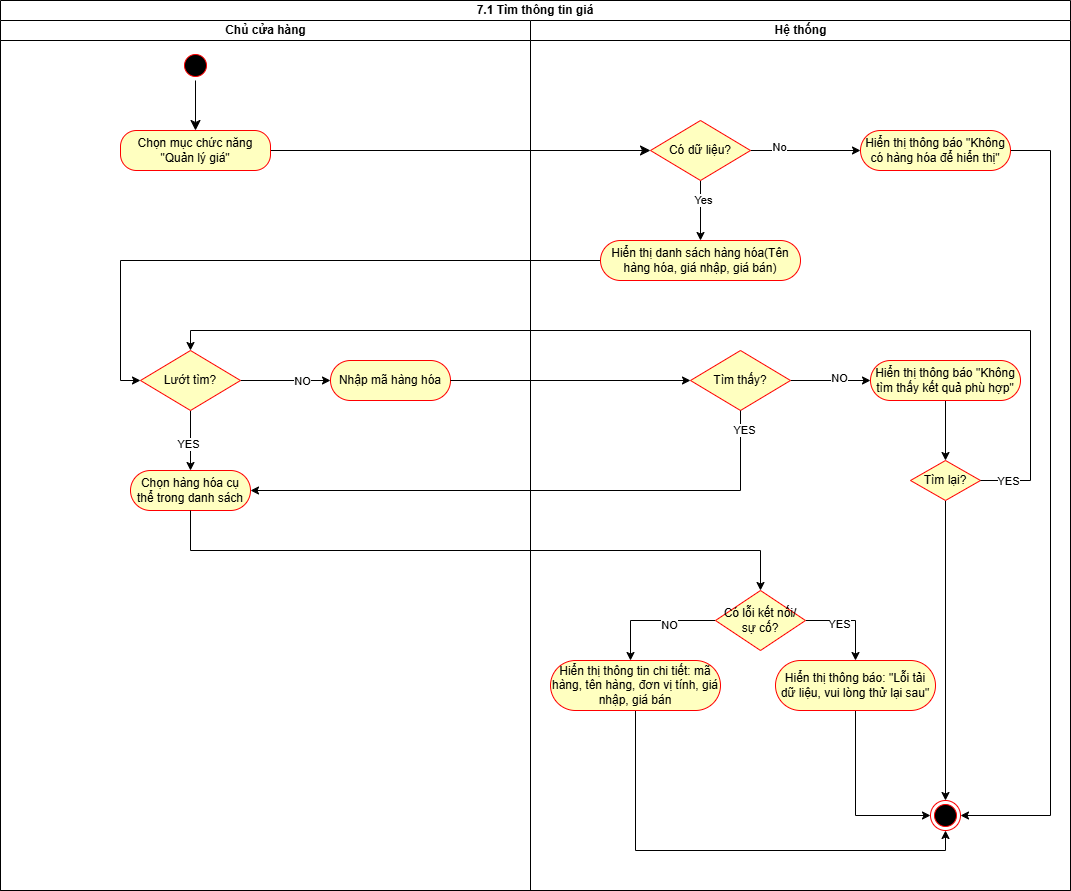 7.1 Tìm thông tin giá
Chủ cửa hàng
Hệ thống
Chọn mục chức năng
"Quản lý giá"
Có dữ liệu?
No
Hiển thị thông báo "Không
có hàng hóa để hiển thị"
Yes
Hiển thị danh sách hàng hóa(Tên
hàng hóa, giá nhập, giá bán)
Lướt tìm?
NO
Nhập mã hàng hóa
Tìm thấy?
NO
Hiển thị thông báo "Không
tìm thấy kết quả phù hợp"
YES
YES
Chọn hàng hóa cụ
thể trong danh sách
Tìm lại?
YES
Có lỗi kết nối/
sự cố?
NO
YES
Hiển thị thông tin chi tiết: mã
hàng, tên hàng, đơn vị tính, giá
nhập, giá bán
Hiển thị thông báo: "Lỗi tải
dữ liệu, vui lòng thử lại sau"